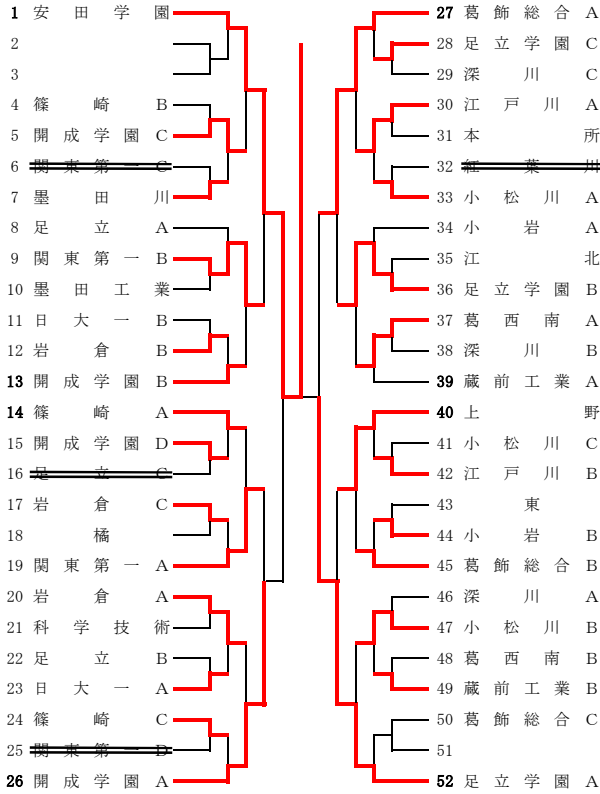 1 安田学園
2
3
4 篠崎B
5 開成学園C
6 関東第一C
7 墨田川
8 足立A
9 関東第一B
10 墨田工業
11 日大一B
12 岩倉B
13 開成学園B
14 篠崎A
15 開成学園D
16 足立C
17 岩倉C
18 橘
19 関東第一A
20 岩倉A
21 科学技術
22 足立B
23 日大一A
24 篠崎C
25 関東第一D
26 開成学園A
27 葛飾総合A
28 足立学園C
29 深川C
30 江戸川A
31 本所
32 紅葉川
33 小松川A
34 小岩A
35 江北
36 足立学園B
37 葛西南A
38 深川B
39 蔵前工業A
40 上野
41 小松川C
42 江戸川B
43 東
44 小岩B
45 葛飾総合B
46 深川A
47 小松川B
48 葛西南B
49 蔵前工業B
50 葛飾総合C
51
52 足立学園A